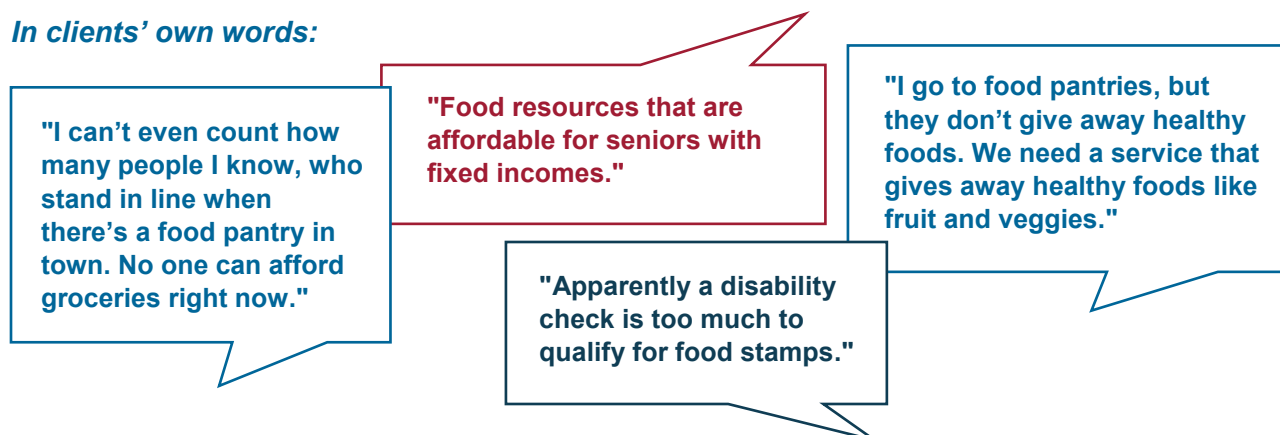 In clients’ own words:
"I can’t even count how
many people I know, who
stand in line when
there’s a food pantry in
town. No one can afford
groceries right now."
"Food resources that are
affordable for seniors with
fixed incomes."
"Apparently a disability
check is too much to
qualify for food stamps."
"I go to food pantries, but
they don’t give away healthy
foods. We need a service that
gives away healthy foods like
fruit and veggies."